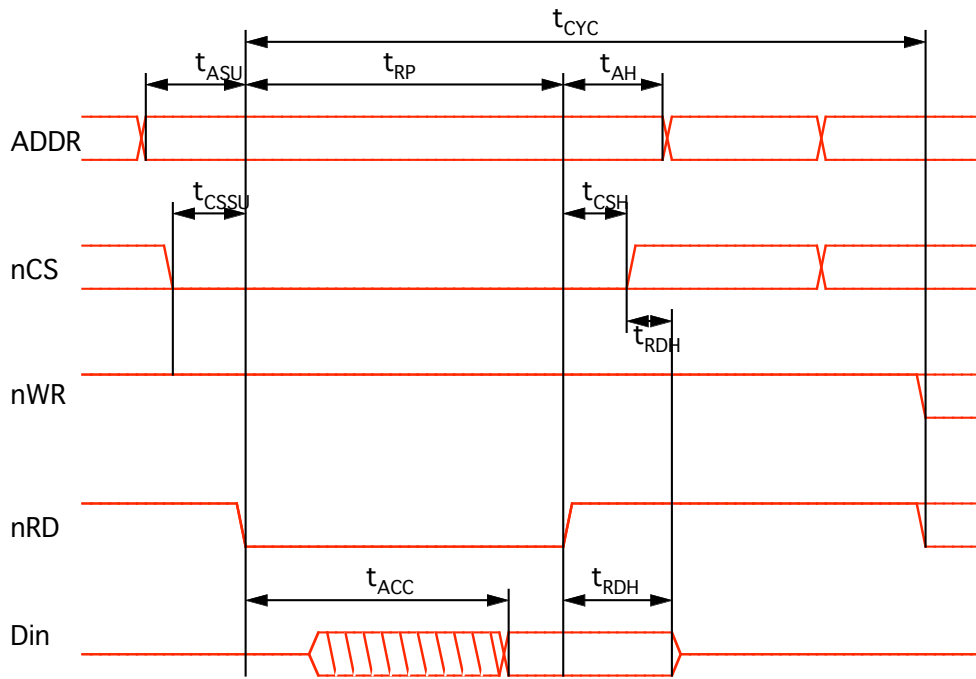 tCYC
tASU tRP tAH
ADDR
tCSSU tCSH
nCS
tRDH
nWR
nRD
tACC tRDH
Din